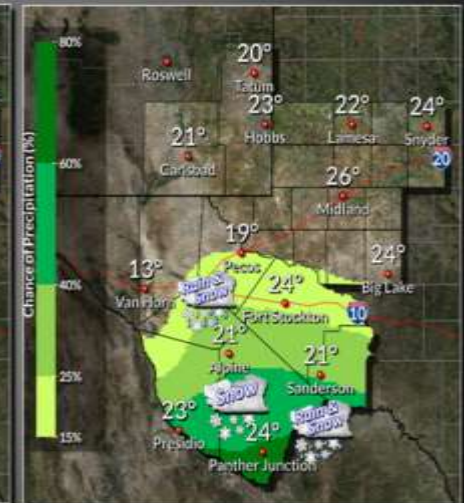 Chance of Precipitation (%)
80%
60%
40%
25%
15%
Roswell
20°
Tatum
23°
Hobbs
22°
Lamesa
24°
Snyder
20
21°
Carlsbad
26°
Midland
19°
Pecos
24°
Big Lake
13°
Van Horn
Rain &
Snow
24°
Fort Stockton
10
21°
Alpine
21°
Sanderson
Snow
23°
Presidio
Rain &
Snow
24°
Panther Junction